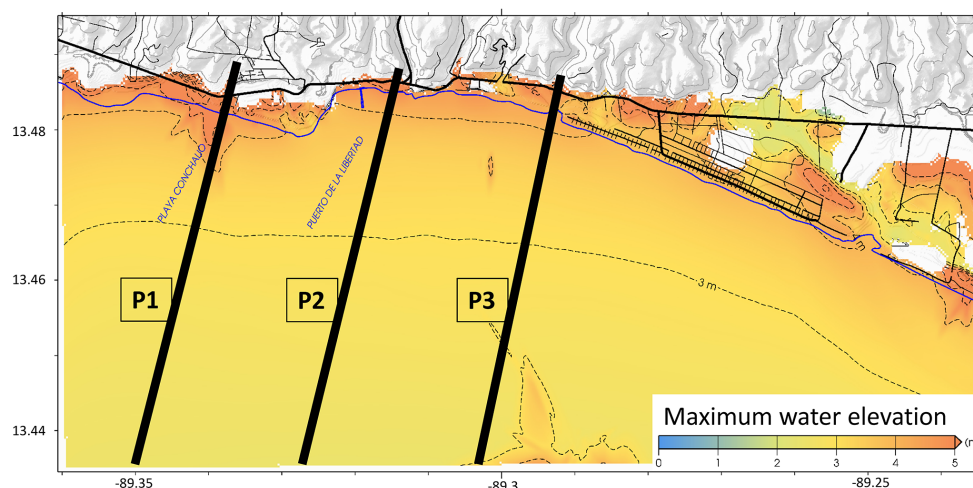 13.48
13.46
13.44
PLAYA CONCHALIO
PUERTO DE LA LIBERTAD
P1
P2
P3
3 m
m
Maximum water elevation
0 1 2 3 4 5
-89.35 -89.3 -89.25